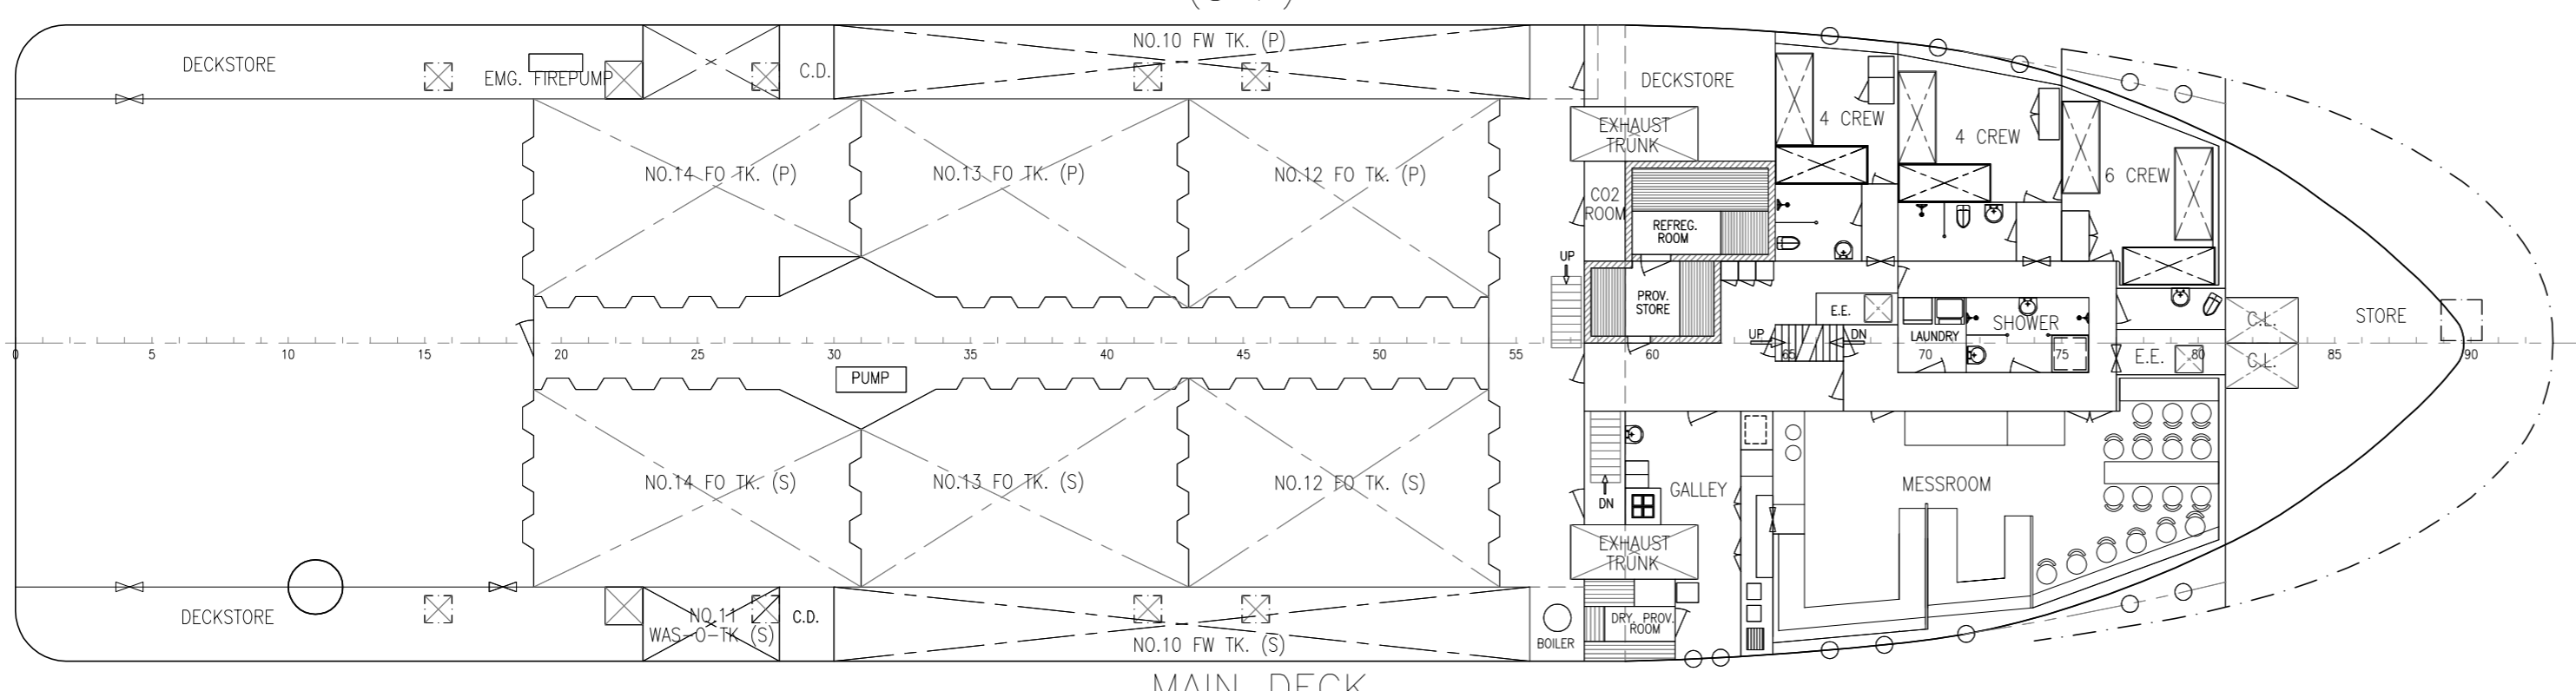 DECKSTORE
EMG. FIREPUMP
C.D.
NO.10 FW TK. (P)
DECKSTORE
EXHAUST
TRUNK
4 CREW
4 CREW
6 CREW
NO.14 FO TK. (P)
NO.13 FO TK. (P)
NO.12 FO TK. (P)
CO2
ROOM
REFREG.
ROOM
UP
PROV.
STORE
E.E.
LAUNDRY
SHOWER
C.L.
STORE
UP
DN
0 5 10 15 20 25 30 35 40 45 50 55 60 65 70 75 80 85 90
E.E.
C.L.
PUMP
NO.14 FO TK. (S)
NO.13 FO TK. (S)
NO.12 FO TK. (S)
DN
GALLEY
MESSROOM
EXHAUST
TRUNK
DECKSTORE
NO.11
WAS-O-TK (S)
C.D.
NO.10 FW TK. (S)
BOILER
DRY. PROV.
ROOM
MAIN DECK